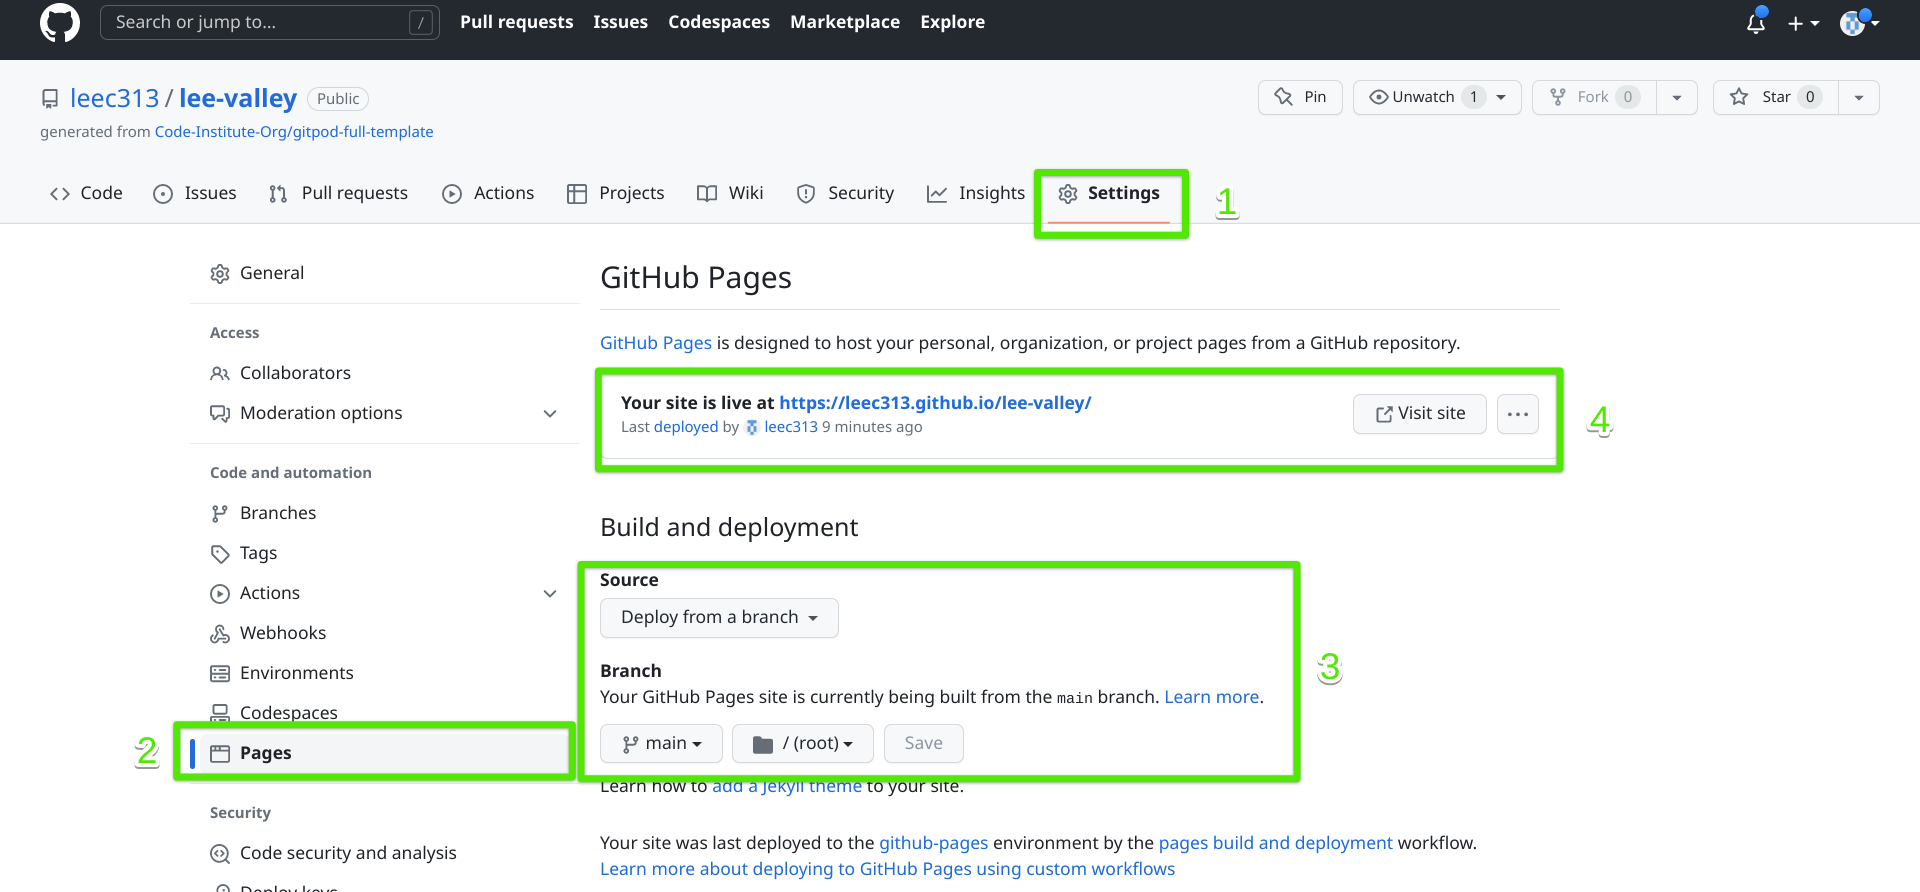 Search or jump to... /
Pull requests Issues Codespaces Marketplace Explore
leec313 / lee-valley Public
Pin Unwatch 1 Fork 0 Star 0
generated from Code-Institute-Org/gitpod-full-template
Code Issues Pull requests Actions Projects Wiki Security Insights Settings 1
General
Access
Collaborators
Moderation options
Code and automation
Branches
Tags
Actions
Webhooks
Environments
Codespaces
2 Pages
Security
Code security and analysis
Deploy keys
GitHub Pages
GitHub Pages is designed to host your personal, organization, or project pages from a GitHub repository.
Your site is live at https://leec313.github.io/lee-valley/
Last deployed by leec313 9 minutes ago
Visit site ...
4
Build and deployment
Source
Deploy from a branch
Branch
Your GitHub Pages site is currently being built from the main branch. Learn more.
main / (root) Save
3
Learn how to add a Jekyll theme to your site.
Your site was last deployed to the github-pages environment by the pages build and deployment workflow.
Learn more about deploying to GitHub Pages using custom workflows